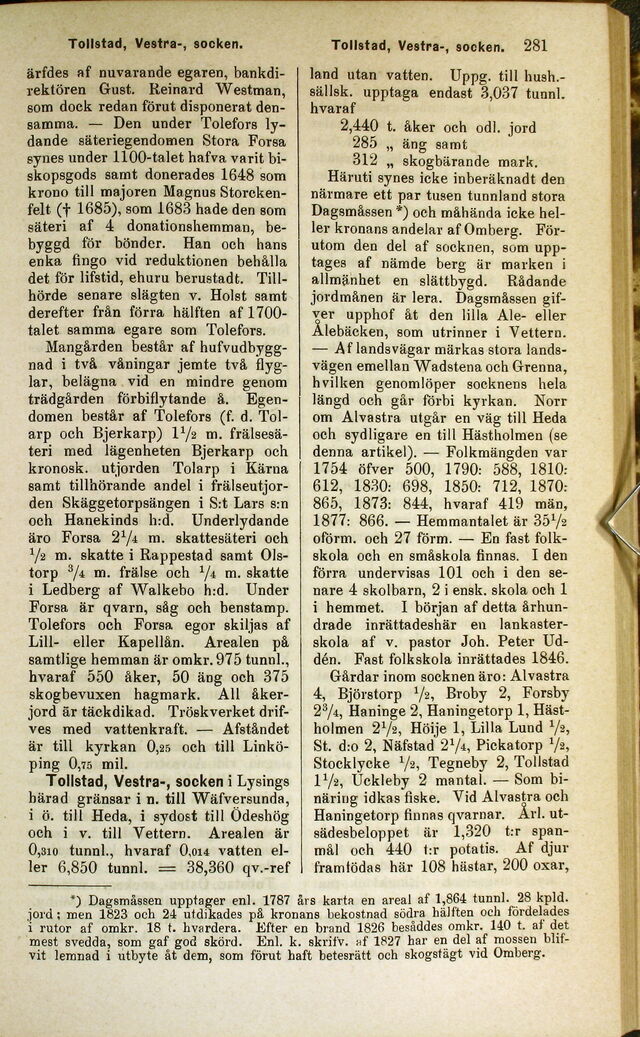 Tollstad, Vestra-, socken.
ärfdes af nuvarande egaren, bankdi-
rektören Gust. Reinard Westman,
som dock redan förut disponerat den-
samma. — Den under Tolefors ly-
dande säteriegendomen Stora Forsa
synes under 1100-talet hafva varit bi-
skopsgods samt donerades 1648 som
krono till majoren Magnus Storcken-
felt († 1685), som 1683 hade den som
säteri af 4 donationshemman, be-
byggd för bönder. Han och hans
enka fingo vid reduktionen behålla
det för lifstid, ehuru berustadt. Till-
hörde senare slägten v. Holst samt
derefter från förra hälften af 1700-
talet samma egare som Tolefors.
Mangården består af hufvudbygg-
nad i två våningar jemte två flyg-
lar, belägna vid en mindre genom
trädgården förbiflytande å. Egen-
domen består af Tolefors (f. d. Tol-
arp och Bjerkarp) 1½ m. frälsesä-
teri med lägenheten Bjerkarp och
kronosk. utjorden Tolarp i Kärna
samt tillhörande andel i frälseutjor-
den Skäggetorpsängen i S:t Lars s:n
och Hanekinds h:d. Underlydande
äro Forsa 2¼ m. skattesäteri och
½ m. skatte i Rappestad samt Ols-
torp ¾ m. frälse och ¼ m. skatte
i Ledberg af Walkebo h:d. Under
Forsa är qvarn, såg och benstamp.
Tolefors och Forsa egor skiljas af
Lill- eller Kapellån. Arealen på
samtlige hemman är omkr. 975 tunnl.,
hvaraf 550 åker, 50 äng och 375
skogbevuxen hagmark. All åker-
jord är täckdikad. Tröskverket drif-
ves med vattenkraft. — Afståndet
är till kyrkan 0,25 och till Linkö-
ping 0,75 mil.
Tollstad, Vestra-, socken i Lysings
härad gränsar i n. till Wäfversunda,
i ö. till Heda, i sydost till Ödeshög
och i v. till Vettern. Arealen är
0,310 tunnl., hvaraf 0,014 vatten el-
ler 6,850 tunnl. = 38,360 qv.-ref
Tollstad, Vestra-, socken. 281
land utan vatten. Uppg. till hush.-
sällsk. upptaga endast 3,037 tunnl.
hvaraf
2,440 t. åker och odl. jord
285 „ äng samt
312 „ skogbärande mark.
Häruti synes icke inberäknadt den
närmare ett par tusen tunnland stora
Dagsmässen *) och måhända icke hel-
ler kronans andelar af Omberg. För-
utom den del af socknen, som upp-
tages af nämde berg är marken i
allmänhet en slättbygd. Rådande
jordmånen är lera. Dagsmåssen gif-
ver upphof åt den lilla Ale- eller
Ålebäcken, som utrinner i Vettern.
— Af landsvägar märkas stora lands-
vägen emellan Wadstena och Grenna,
hvilken genomlöper socknens hela
längd och går förbi kyrkan. Norr
om Alvastra utgår en väg till Heda
och sydligare en till Hästholmen (se
denna artikel). — Folkmängden var
1754 öfver 500, 1790: 588, 1810:
612, 1830: 698, 1850: 712, 1870:
865, 1873: 844, hvaraf 419 män,
1877: 866. — Hemmantalet är 35½
oförm. och 27 förm. — En fast folk-
skola och en småskola finnas. I den
förra undervisas 101 och i den se-
nare 4 skolbarn, 2 i ensk. skola och 1
i hemmet. I början af detta århun-
drade inrättadeshär en lankaster-
skola af v. pastor Joh. Peter Ud-
dén. Fast folkskola inrättades 1846.
Gårdar inom socknen äro: Alvastra
4, Björstorp ½, Broby 2, Forsby
2¾, Haninge 2, Haningetorp 1, Häst-
holmen 2½, Höije 1, Lilla Lund ½,
St. d:o 2, Näfstad 2¼, Pickatorp ½,
Stocklycke ½, Tegneby 2, Tollstad
1½, Uckleby 2 mantal. — Som bi-
näring idkas fiske. Vid Alvastra och
Haningetorp finnas qvarnar. Årl. ut-
sädesbeloppet är 1,320 t:r span-
mål och 440 t:r potatis. Af djur
framfödas här 108 hästar, 200 oxar,
*) Dagsmässen upptager enl. 1787 års karta en areal af 1,864 tunnl. 28 kpld.
jord; men 1823 och 24 utdikades på kronans bekostnad södra hälften och fördelades
i rutor af omkr. 18 t. hvardera. Efter en brand 1826 besåddes omkr. 140 t. af det
mest svedda, som gaf god skörd. Enl. k. skrifv. af 1827 har en del af mossen blif-
vit lemnad i utbyte åt dem, som förut haft betesrätt och skogstägt vid Omberg.